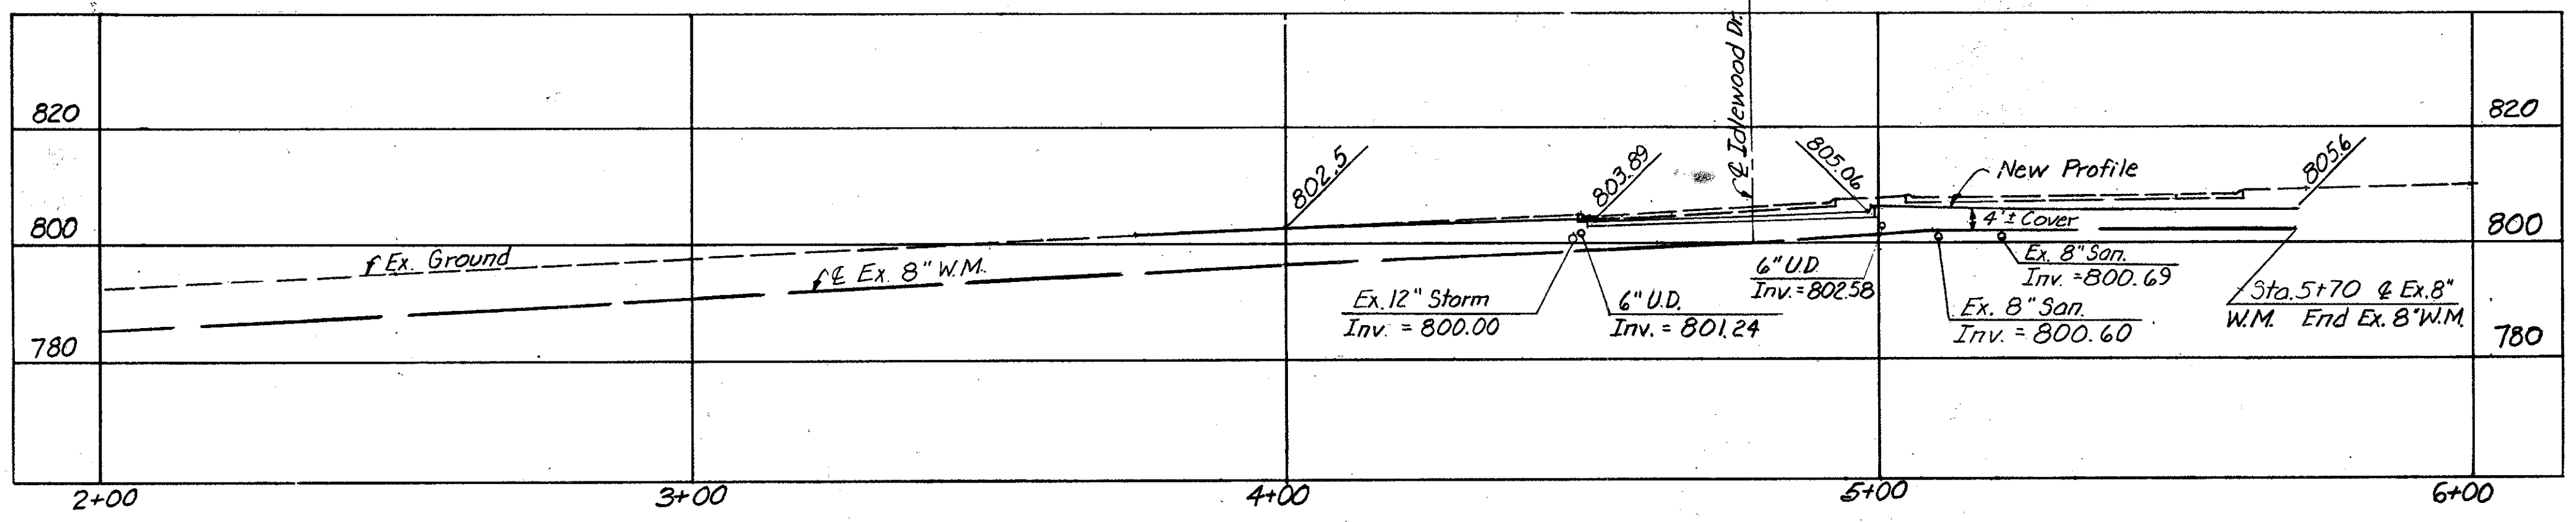 ℄ Idlewood Dr.
820
820
802.5
803.89
805.06
New Profile
805.6
800
4'± Cover
800
Ex. Ground
℄ Ex. 8" W.M.
6" U.D.
Inv. = 802.58
Ex. 8" San.
Inv. = 800.69
Ex. 12" Storm
Inv. = 800.00
6" U.D.
Inv. = 801.24
Ex. 8" San.
Inv. = 800.60
Sta. 5+70 ℄ Ex. 8"
W.M. End Ex. 8" W.M.
780
780
2+00
3+00
4+00
5+00
6+00